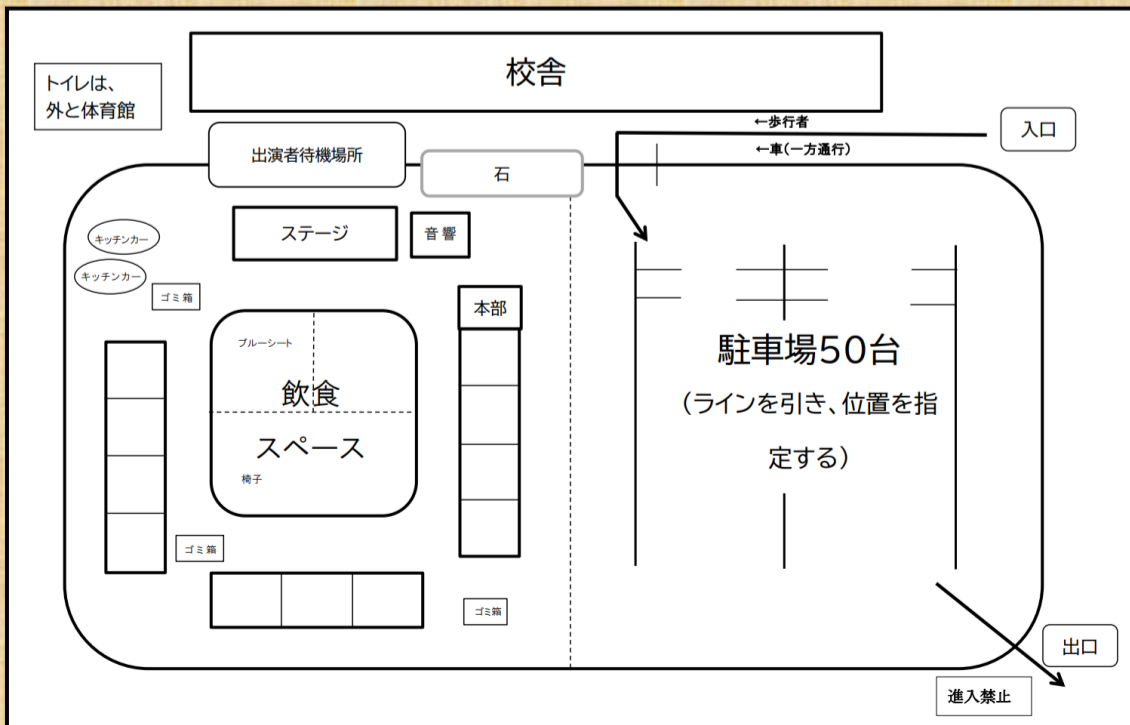 校舎
トイレは、
外と体育館
←歩行者
入口
←車(一方通行)
出演者待機場所
石
ステージ
音響
キッチンカー
キッチンカー
ゴミ箱
本部
ブルーシート
飲食
スペース
椅子
駐車場50台
(ラインを引き、位置を指
定する)
ゴミ箱
ゴミ箱
出口
進入禁止